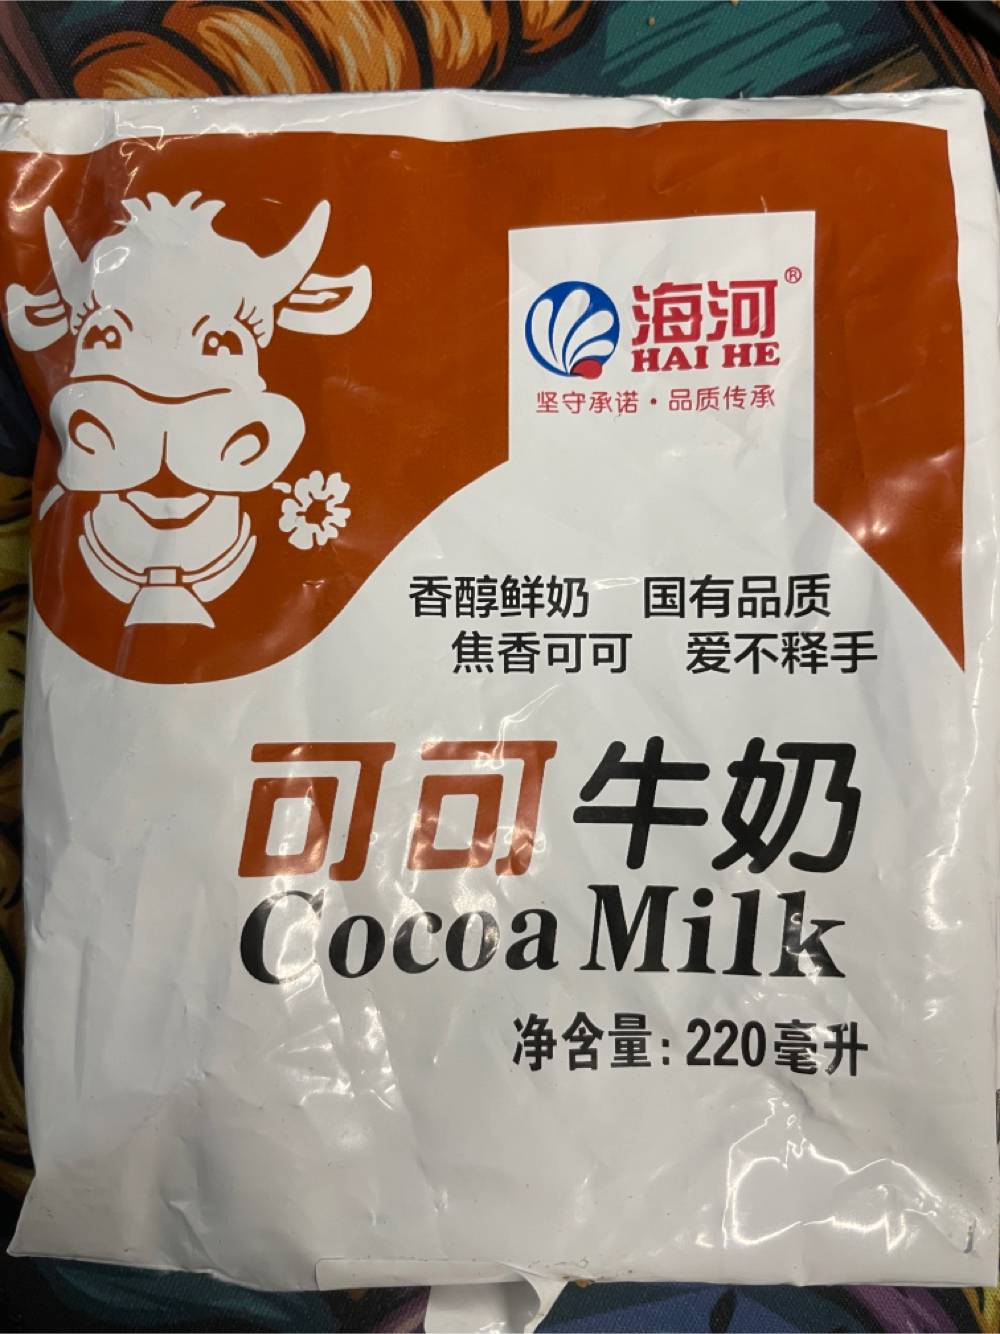 海河®
HAI HE
坚守承诺·品质传承
香醇鲜奶 国有品质
焦香可可 爱不释手
可可牛奶
Cocoa Milk
净含量:220毫升